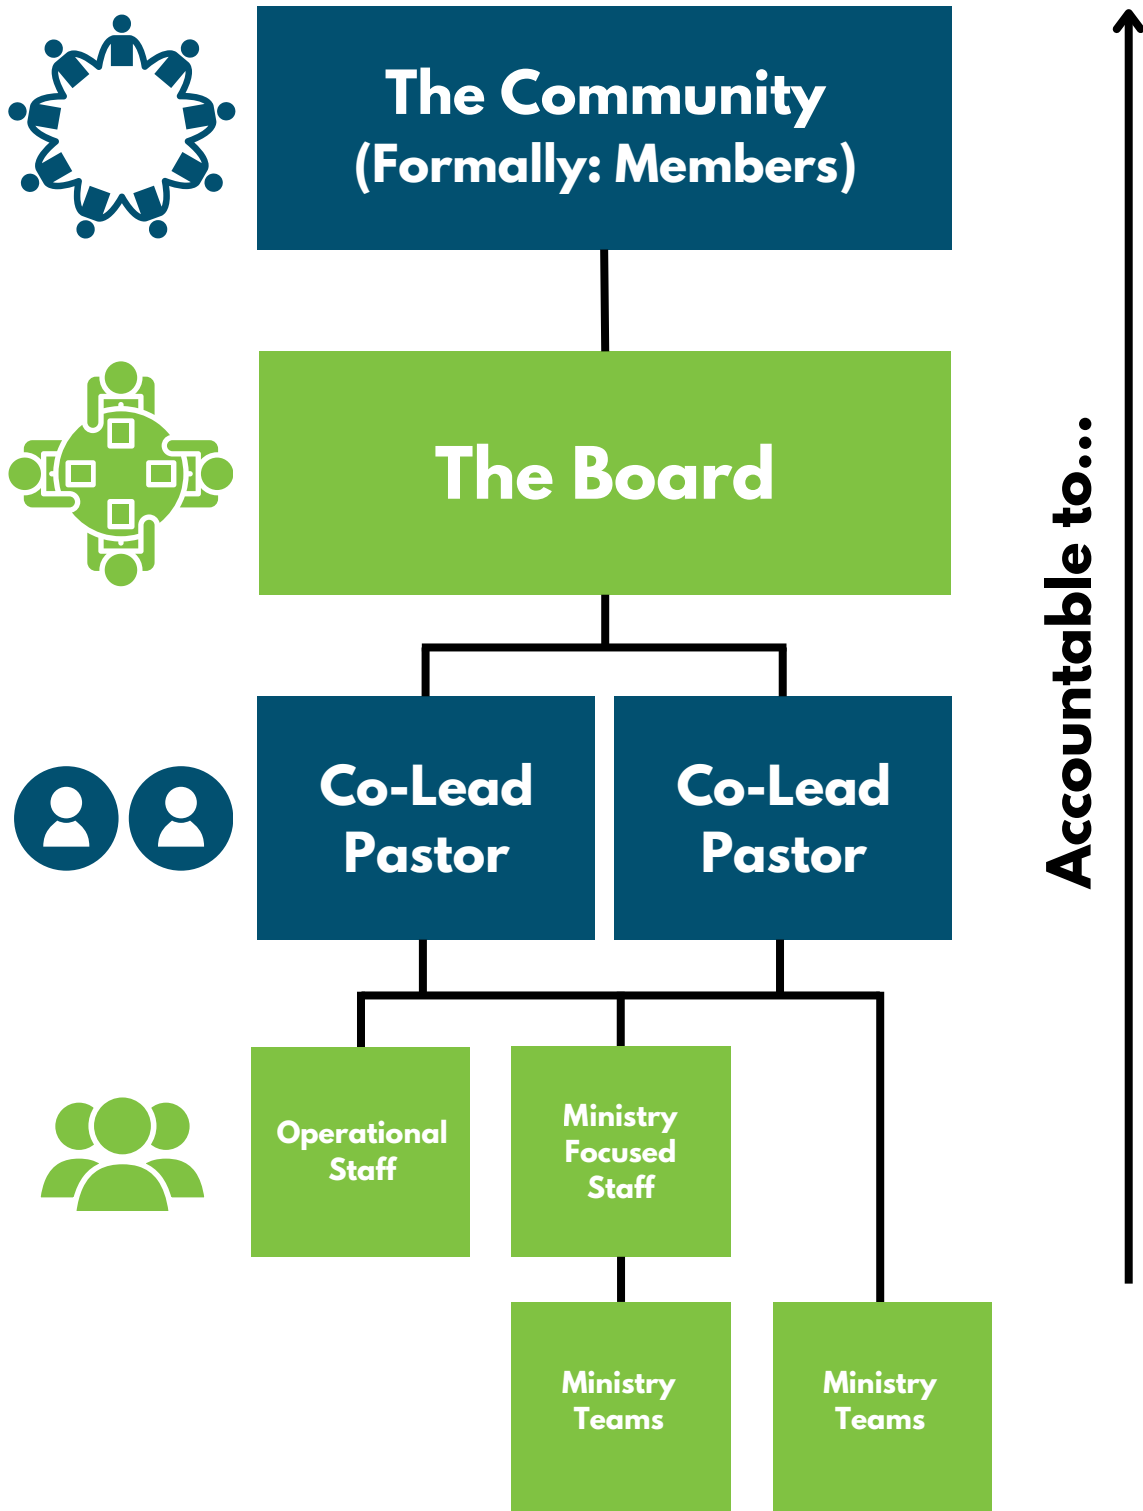 The Community
(Formally: Members)
The Board
Accountable to...
Co-Lead
Pastor
Co-Lead
Pastor
Operational
Staff
Ministry
Focused
Staff
Ministry
Teams
Ministry
Teams